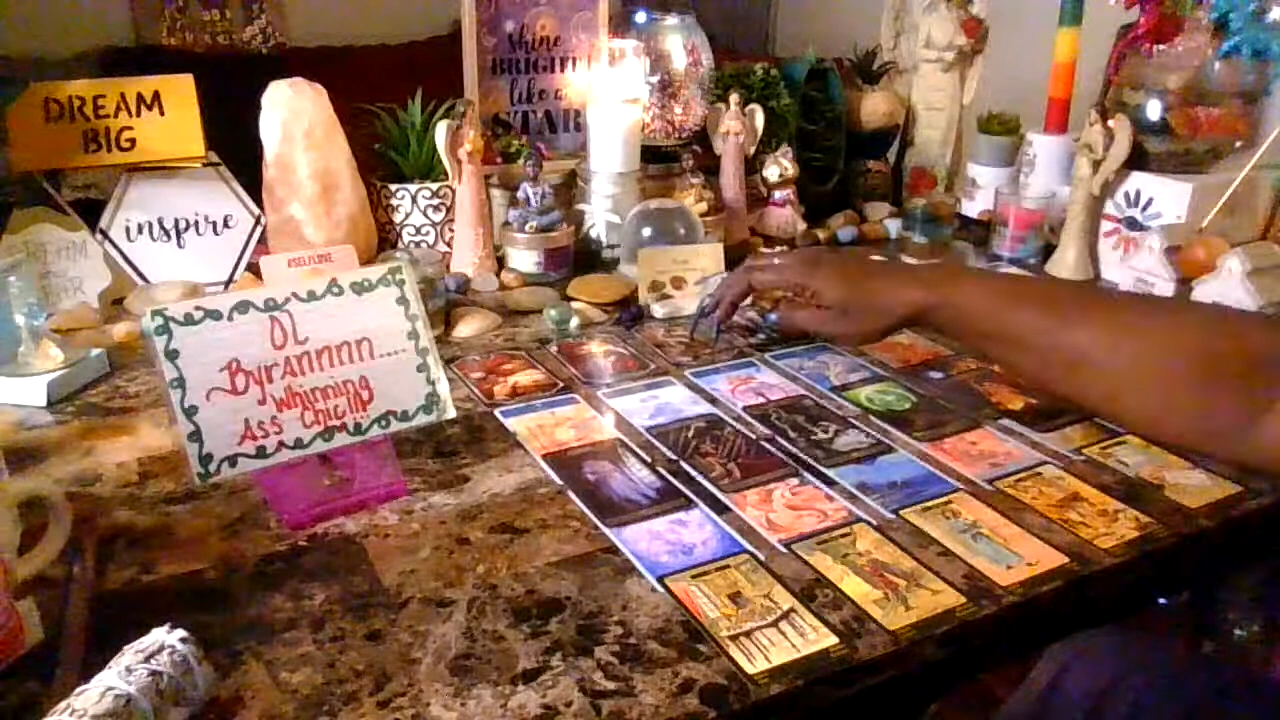 DREAM
BIG
inspire
shine
BRIGHT
like a
STAR
#SELFLOVE
OL
Byrannnn....
Whinning
Ass Chic!!!